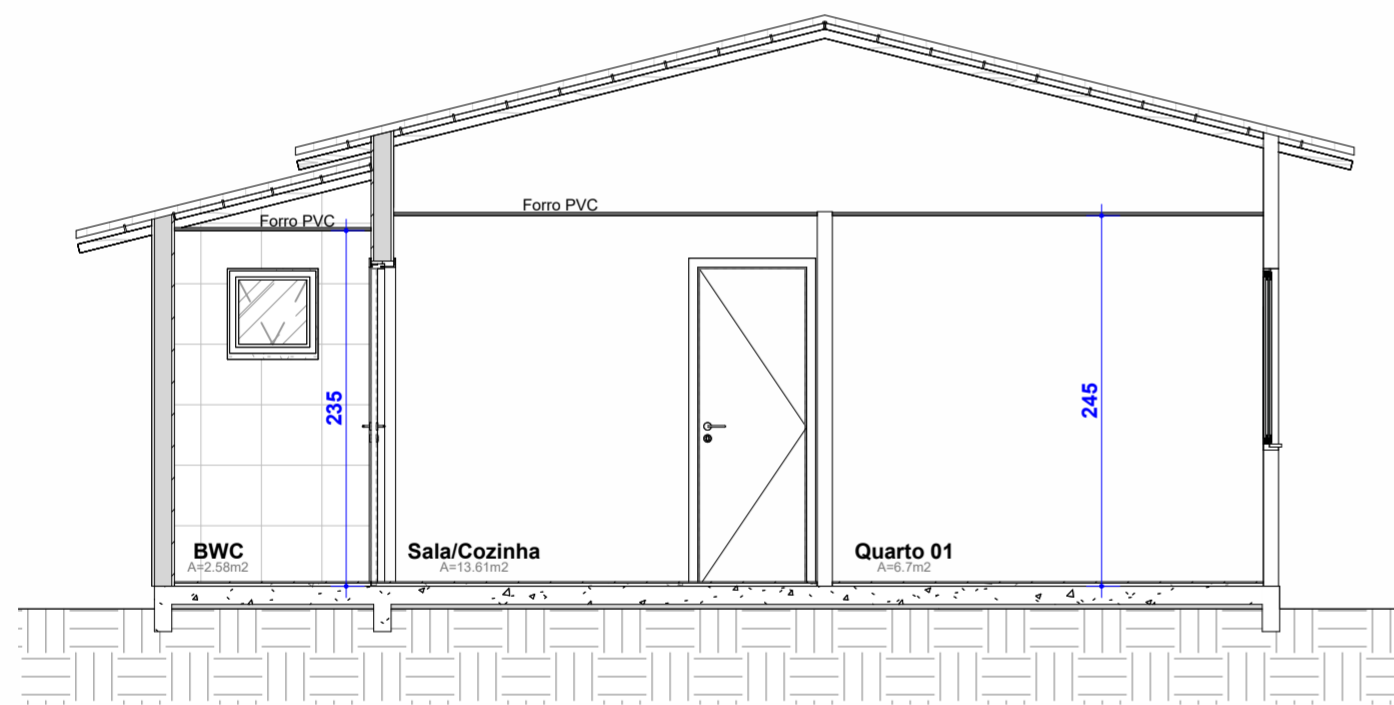 Forro PVC
Forro PVC
235
245
BWC
A=2.58m2
Sala/Cozinha
A=13.61m2
Quarto 01
A=6.7m2